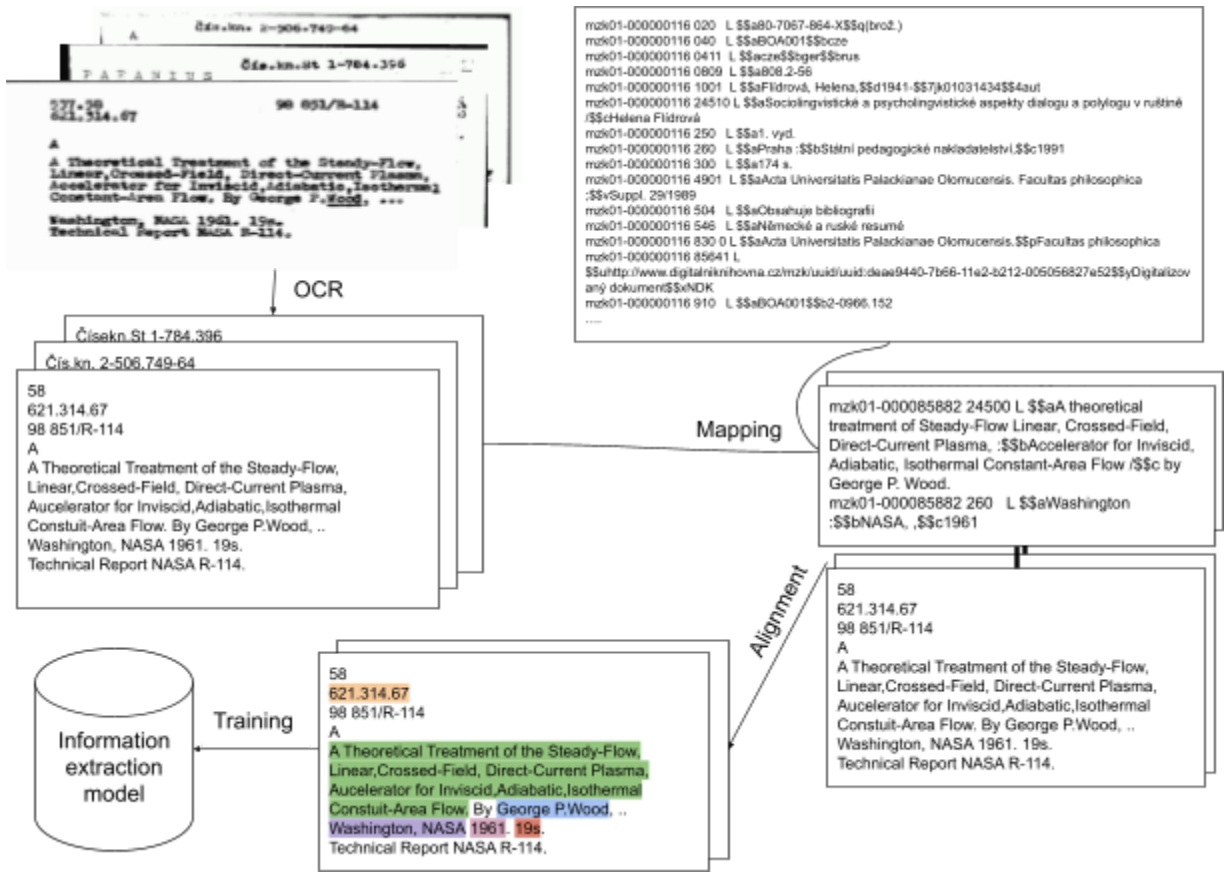 Čís.kn. 2-506.749-64
A
Čís.kn.St 1-784.396
P A P A N I U S
537.58
98 851/R-114
621.314.67
A
A Theoretical Treatment of the Steady-Flow,
Linear,Crossed-Field, Direct-Current Plasma,
Accelerator for Inviscid,Adiabatic,Isothermal
Constant-Area Flow. By George P.Wood, ...
Washington, NASA 1961. 19s.
Technical Report NASA R-114.
mzk01-000000116 020 L $$a80-7067-864-X$$q(brož.)
mzk01-000000116 040 L $$aBOA001$$bcze
mzk01-000000116 0411 L $$acze$$bger$$brus
mzk01-000000116 0809 L $$a808.2-56
mzk01-000000116 1001 L $$aFlídrová, Helena,$$d1941-$$7jk01031434$$4aut
mzk01-000000116 24510 L $$aSociolingvistické a psycholingvistické aspekty dialogu a polylogu v ruštině
/$$cHelena Flídrová
mzk01-000000116 250 L $$a1. vyd.
mzk01-000000116 260 L $$aPraha :$$bStátní pedagogické nakladatelství,$$c1991
mzk01-000000116 300 L $$a174 s.
mzk01-000000116 4901 L $$aActa Universitatis Palackianae Olomucensis. Facultas philosophica
;$$vSuppl. 29/1989
mzk01-000000116 504 L $$aObsahuje bibliografii
mzk01-000000116 546 L $$aNěmecké a ruské resumé
mzk01-000000116 830 0 L $$aActa Universitatis Palackianae Olomucensis.$$pFacultas philosophica
mzk01-000000116 85641 L
$$uhttp://www.digitalniknihovna.cz/mzk/uuid/uuid:deae9440-7b66-11e2-b212-005056827e52$$yDigitalizov
aný dokument$$xNDK
mzk01-000000116 910 L $$aBOA001$$b2-0966.152
.....
OCR
Čísekn.St 1-784.396
Čís.kn. 2-506.749-64
58
621.314.67
98 851/R-114
A
A Theoretical Treatment of the Steady-Flow,
Linear,Crossed-Field, Direct-Current Plasma,
Aucelerator for Inviscid,Adiabatic,Isothermal
Constuit-Area Flow. By George P.Wood, ..
Washington, NASA 1961. 19s.
Technical Report NASA R-114.
Mapping
mzk01-000085882 24500 L $$aA theoretical
treatment of Steady-Flow Linear, Crossed-Field,
Direct-Current Plasma, :$$bAccelerator for Inviscid,
Adiabatic, Isothermal Constant-Area Flow /$$c by
George P. Wood.
mzk01-000085882 260 L $$aWashington
:$$bNASA, ,$$c1961
Alignment
58
621.314.67
98 851/R-114
A
A Theoretical Treatment of the Steady-Flow,
Linear,Crossed-Field, Direct-Current Plasma,
Aucelerator for Inviscid,Adiabatic,Isothermal
Constuit-Area Flow. By George P.Wood, ..
Washington, NASA 1961. 19s.
Technical Report NASA R-114.
58
621.314.67
98 851/R-114
A
A Theoretical Treatment of the Steady-Flow,
Linear,Crossed-Field, Direct-Current Plasma,
Aucelerator for Inviscid,Adiabatic,Isothermal
Constuit-Area Flow. By George P.Wood, ..
Washington, NASA 1961. 19s.
Technical Report NASA R-114.
Training
Information
extraction
model